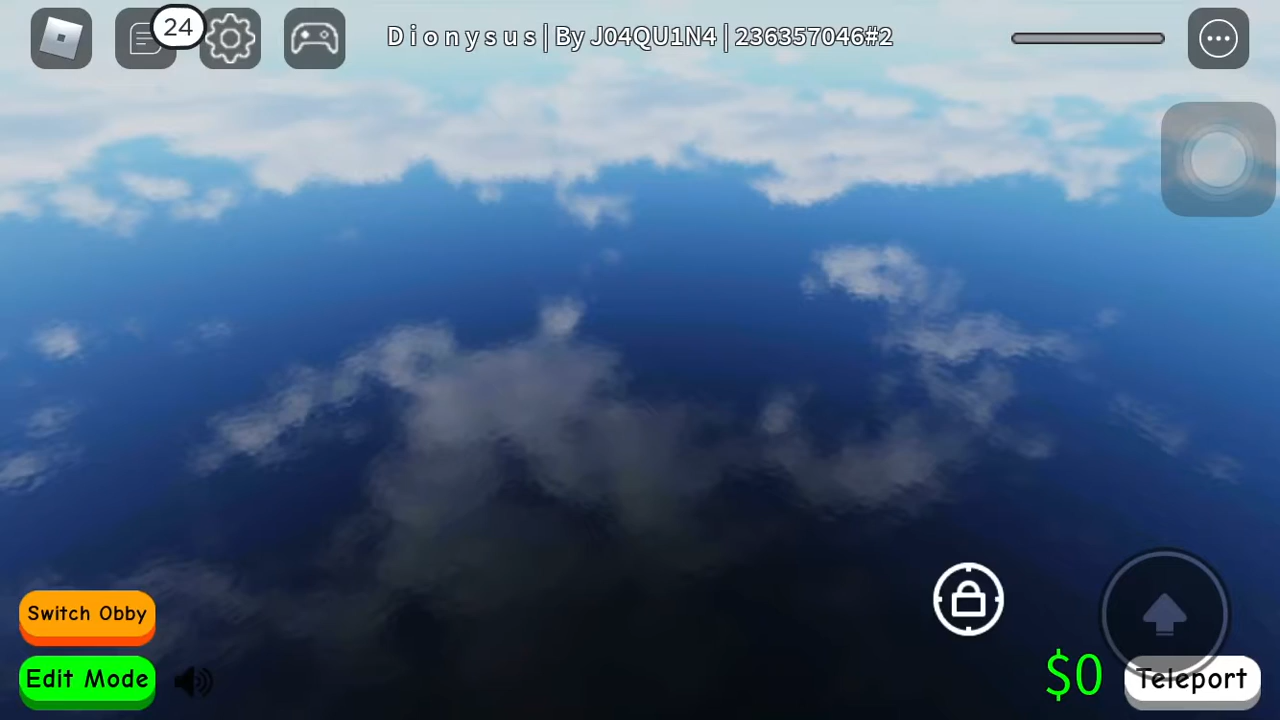 24
D i o n y s u s | By J04QU1N4 | 236357046#2
Switch Obby
Edit Mode
$0
Teleport